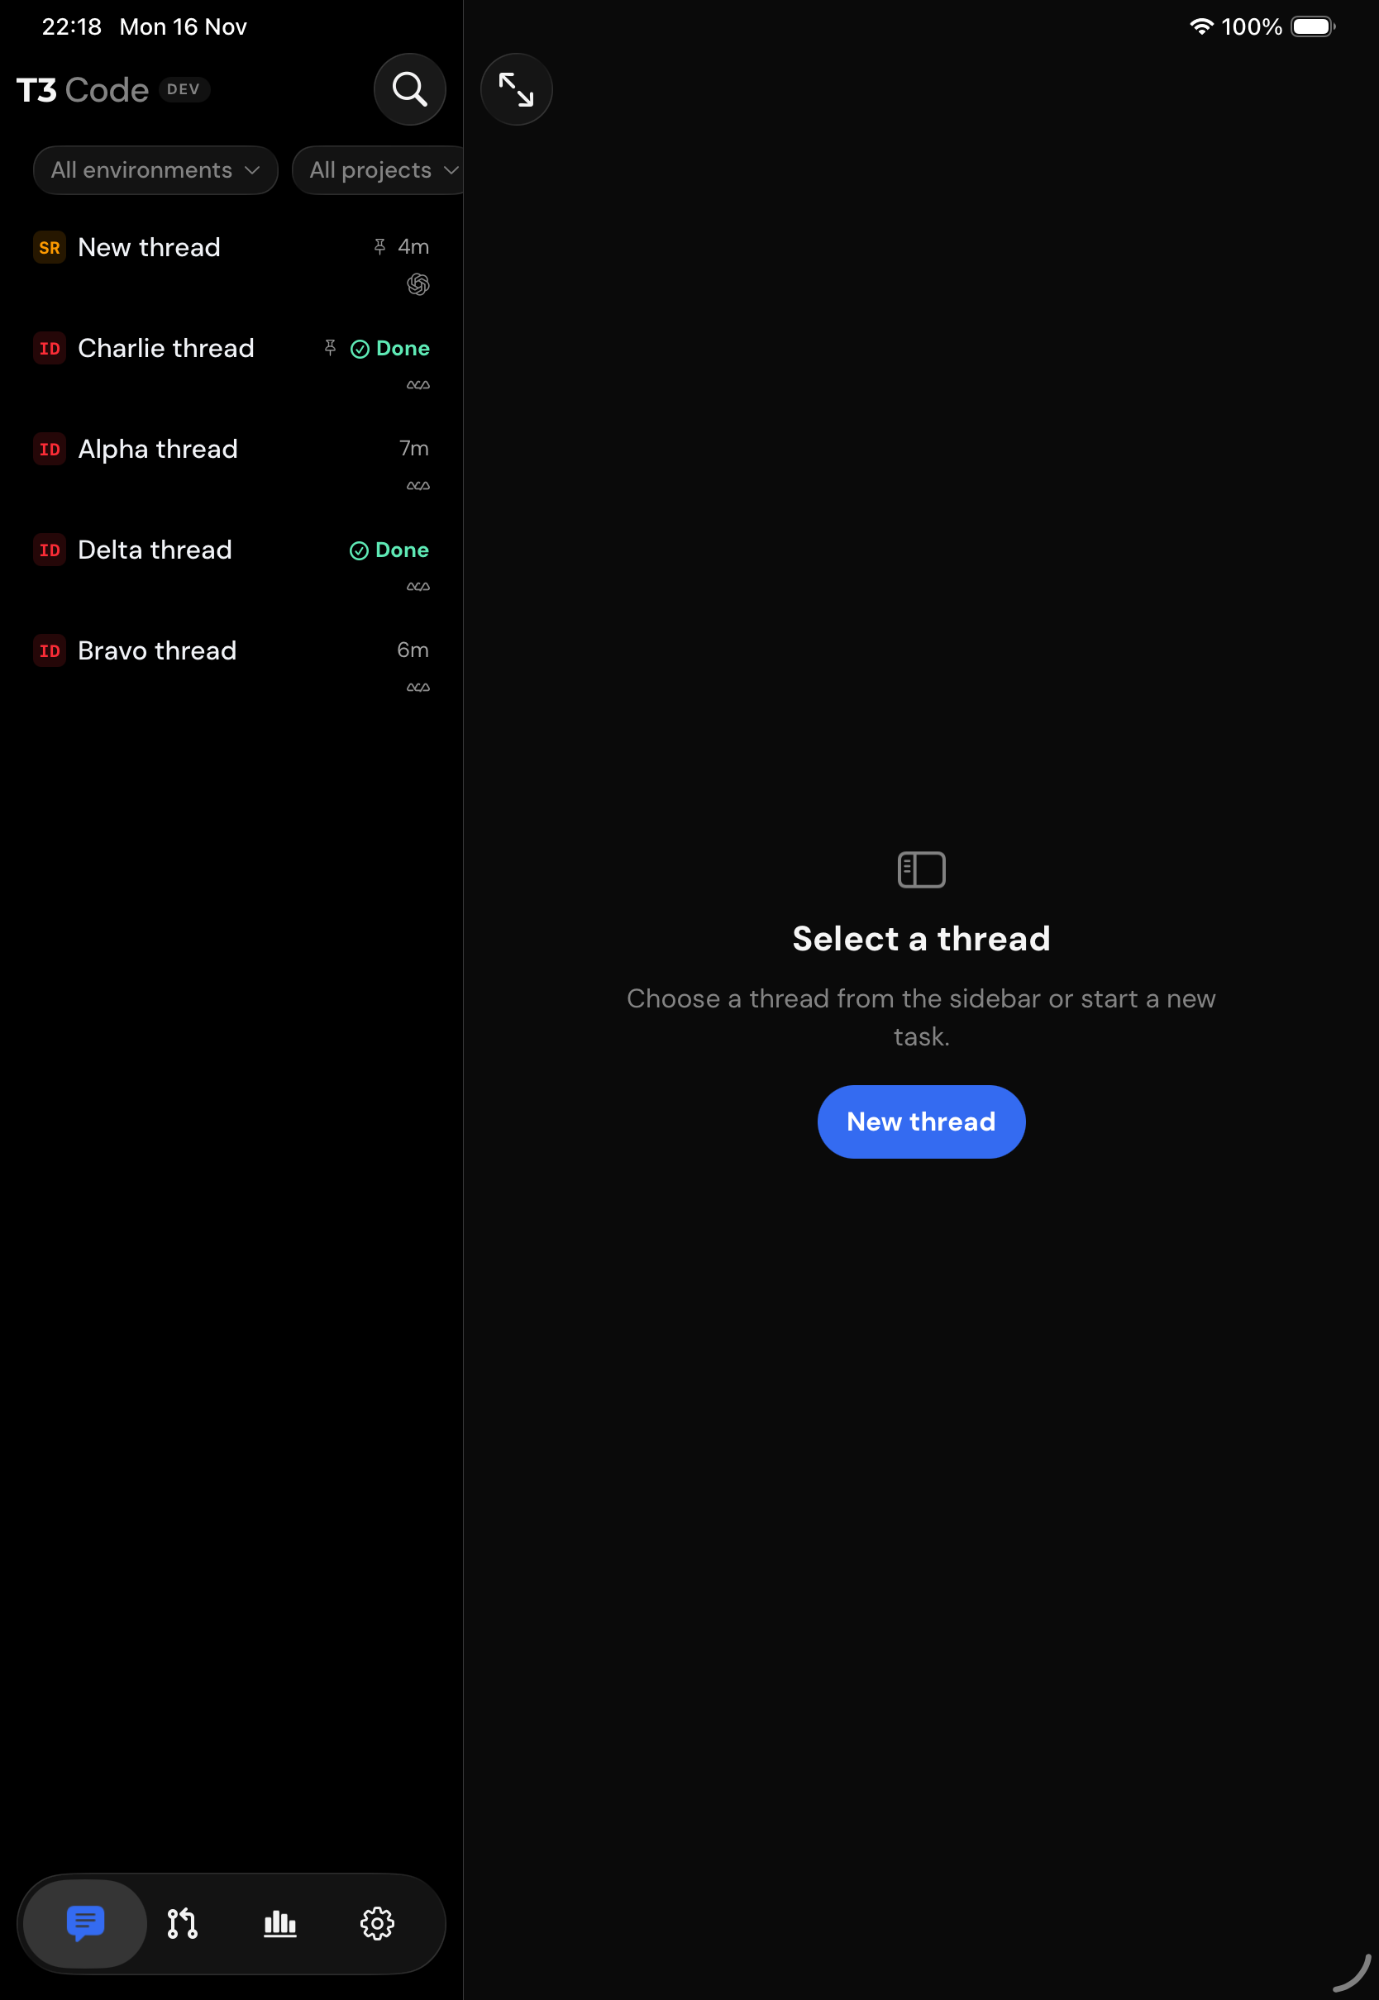 22:18 Mon 16 Nov
100%
T3 Code DEV
All environments
All projects
SR New thread 4m
ID Charlie thread Done
ID Alpha thread 7m
ID Delta thread Done
ID Bravo thread 6m
Select a thread
Choose a thread from the sidebar or start a new
task.
New thread